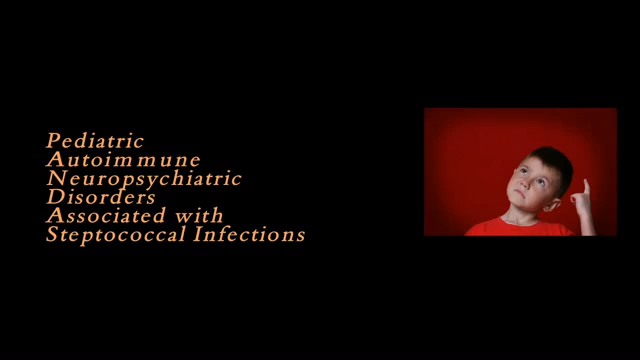 Pediatric
Autoimmune
Neuropsychiatric
Disorders
Associated with
Steptococcal Infections